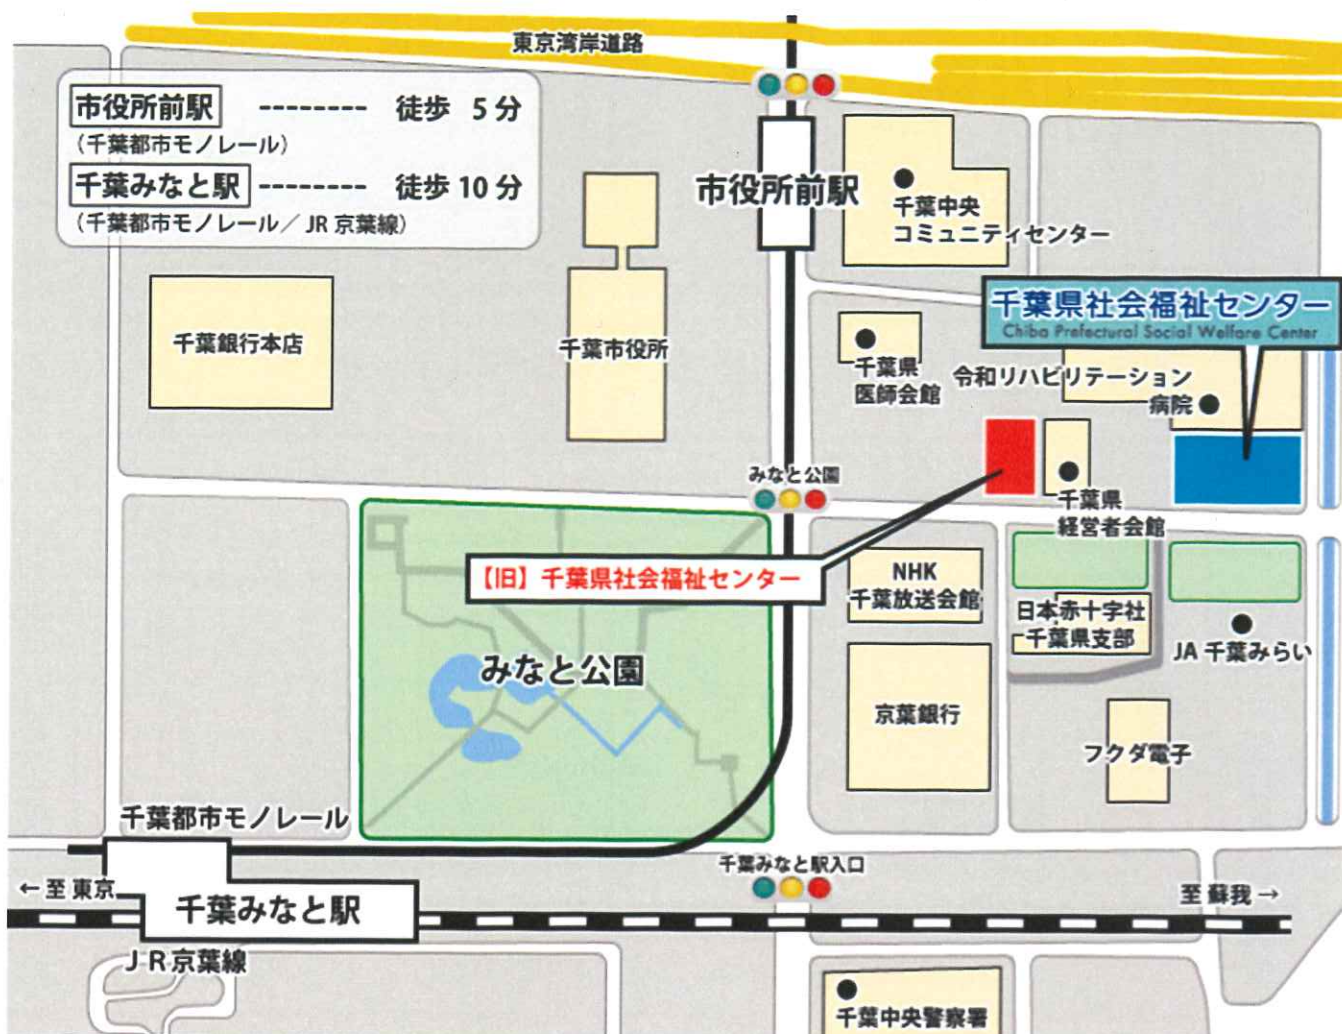 東京湾岸道路
市役所前駅 -------- 徒歩 5分
（千葉都市モノレール）
千葉みなと駅 -------- 徒歩 10分
（千葉都市モノレール／JR京葉線）
市役所前駅
千葉中央
コミュニティセンター
千葉県社会福祉センター
Chiba Prefectural Social Welfare Center
千葉銀行本店
千葉市役所
千葉県
医師会館
令和リハビリテーション
病院
みなと公園
千葉県
経営者会館
【旧】千葉県社会福祉センター
NHK
千葉放送会館
日本赤十字社
千葉県支部
JA 千葉みらい
みなと公園
京葉銀行
フクダ電子
千葉都市モノレール
千葉みなと駅入口
←至 東京
至 蘇我→
千葉みなと駅
JR京葉線
千葉中央警察署